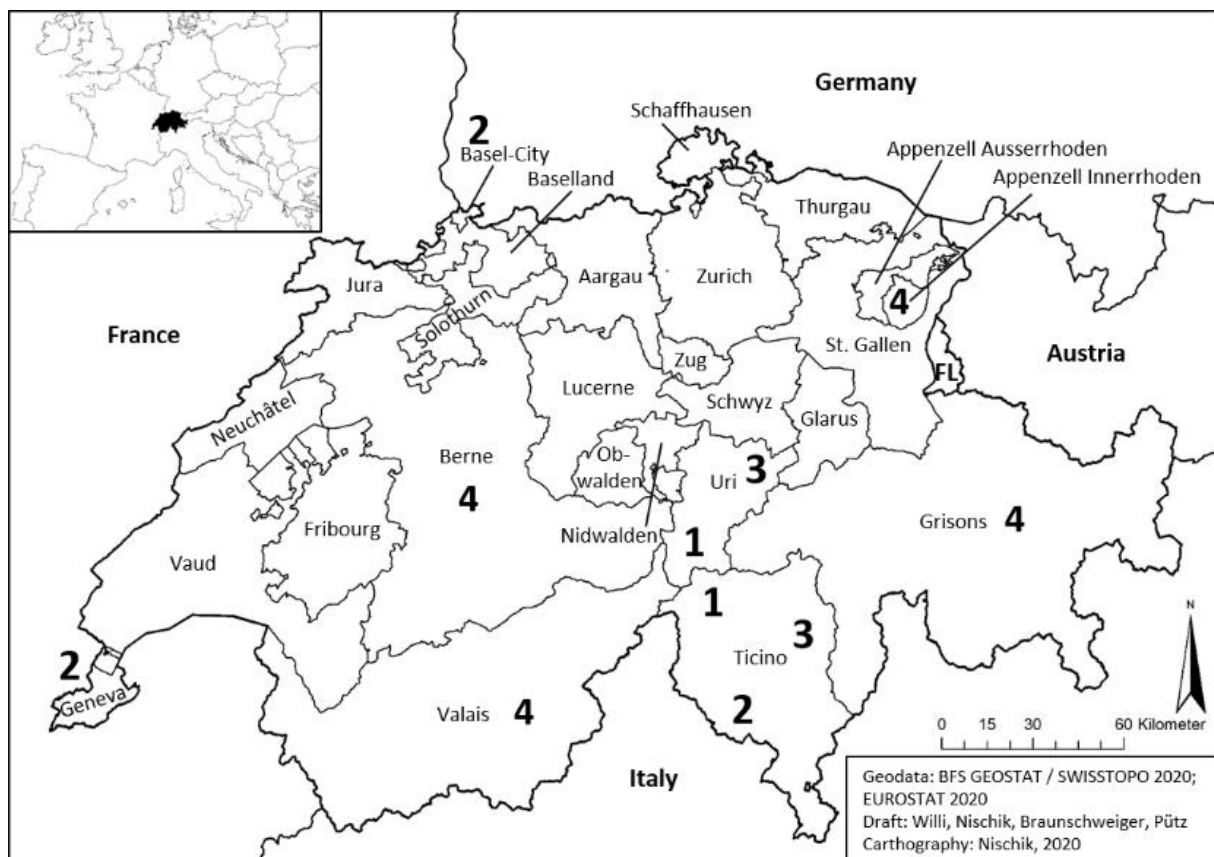 Germany
Schaffhausen
2
Basel-City
Baselland
Appenzell Ausserrhoden
Appenzell Innerrhoden
Thurgau
Jura
Aargau
Zurich
4
France
Solothurn
St. Gallen
Austria
Zug
FL
Lucerne
Schwyz
Neuchâtel
Glarus
Berne
Ob-
walden
Uri
3
4
Grisons
4
Fribourg
Nidwalden
1
Vaud
1
3
N
2
Geneva
Ticino
Valais
4
2
0 15 30 60 Kilometer
Italy
Geodata: BFS GEOSTAT / SWISSTOPO 2020;
EUROSTAT 2020
Draft: Willi, Nischik, Braunschweiger, Pütz
Carthography: Nischik, 2020